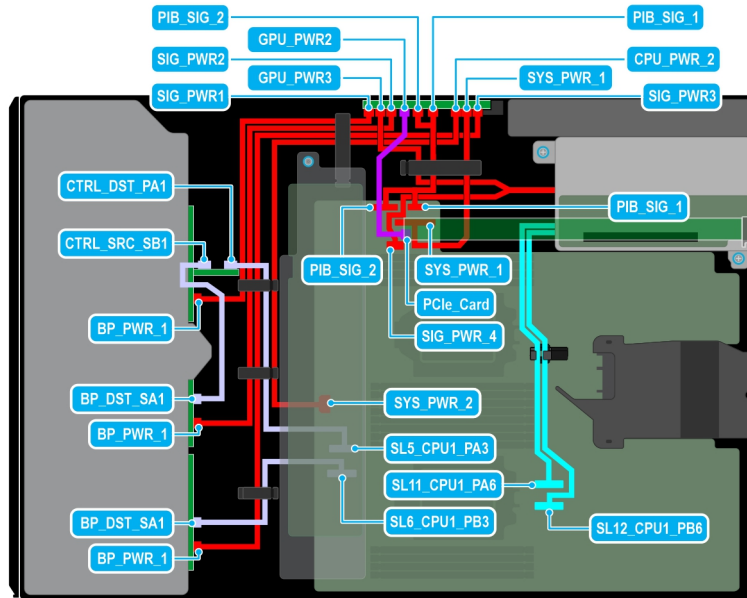 PIB_SIG_2
PIB_SIG_1
GPU_PWR2
SIG_PWR2
CPU_PWR_2
GPU_PWR3
SYS_PWR_1
SIG_PWR1
SIG_PWR3
CTRL_DST_PA1
PIB_SIG_1
CTRL_SRC_SB1
PIB_SIG_2
SYS_PWR_1
PCIe_Card
BP_PWR_1
SIG_PWR_4
BP_DST_SA1
SYS_PWR_2
BP_PWR_1
SL5_CPU1_PA3
SL11_CPU1_PA6
BP_DST_SA1
SL6_CPU1_PB3
SL12_CPU1_PB6
BP_PWR_1